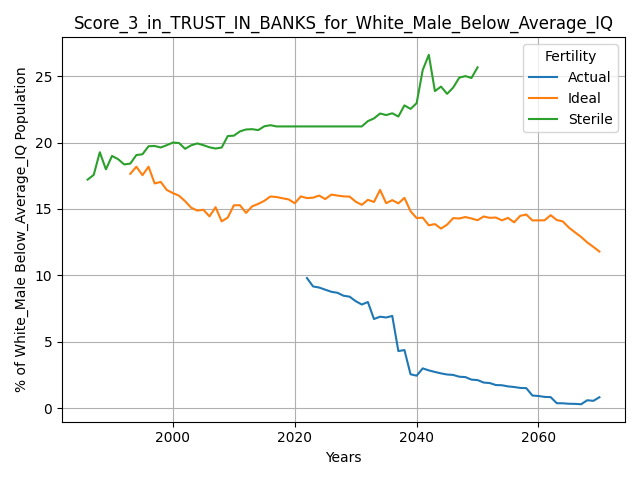 Score_3_in_TRUST_IN_BANKS_for_White_Male_Below_Average_IQ
Fertility
Actual
Ideal
Sterile
% of White_Male Below_Average_IQ Population
25
20
15
10
5
0
2000
2020
2040
2060
Years